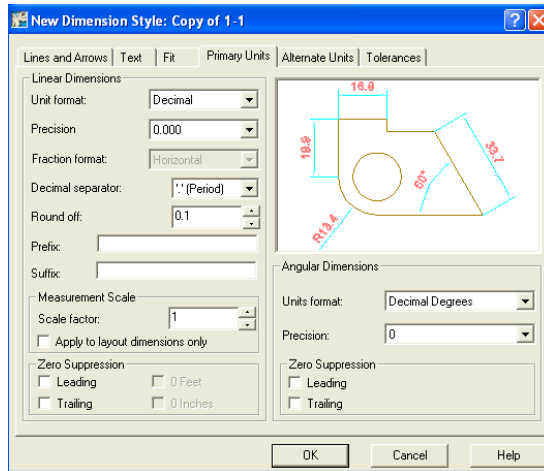 New Dimension Style: Copy of 1-1
Lines and Arrows Text Fit Primary Units Alternate Units Tolerances
Linear Dimensions
Unit format: Decimal
Precision 0.000
Fraction format: Horizontal
Decimal separator: '.' (Period)
Round off: 0.1
Prefix:
Suffix:
Measurement Scale
Scale factor: 1
Apply to layout dimensions only
Zero Suppression
Leading 0 Feet
Trailing 0 Inches
16.9
19.9
33.7
60°
R13.4
Angular Dimensions
Units format: Decimal Degrees
Precision: 0
Zero Suppression
Leading
Trailing
OK Cancel Help